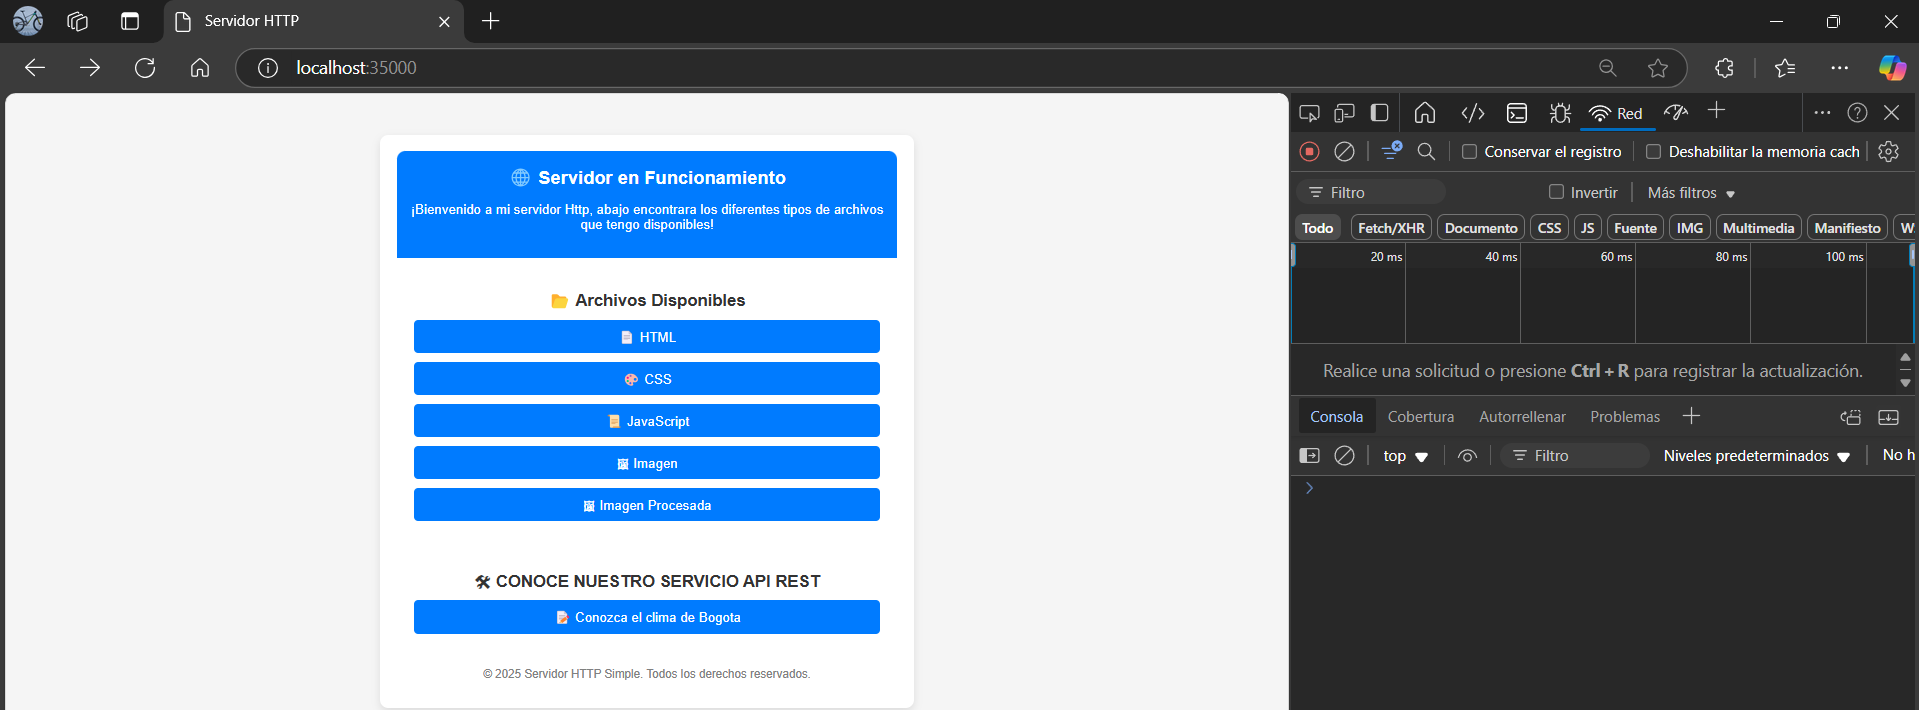 Servidor HTTP
localhost:35000
Servidor en Funcionamiento
¡Bienvenido a mi servidor Http, abajo encontrara los diferentes tipos de archivos
que tengo disponibles!
Archivos Disponibles
HTML
CSS
JavaScript
Imagen
Imagen Procesada
CONOCE NUESTRO SERVICIO API REST
Conozca el clima de Bogota
© 2025 Servidor HTTP Simple. Todos los derechos reservados.
Red
Conservar el registro
Deshabilitar la memoria cach
Filtro
Invertir
Más filtros
Todo Fetch/XHR Documento CSS JS Fuente IMG Multimedia Manifiesto W
20 ms 40 ms 60 ms 80 ms 100 ms
Realice una solicitud o presione Ctrl + R para registrar la actualización.
Consola Cobertura Autorrellenar Problemas
top Filtro Niveles predeterminados No h